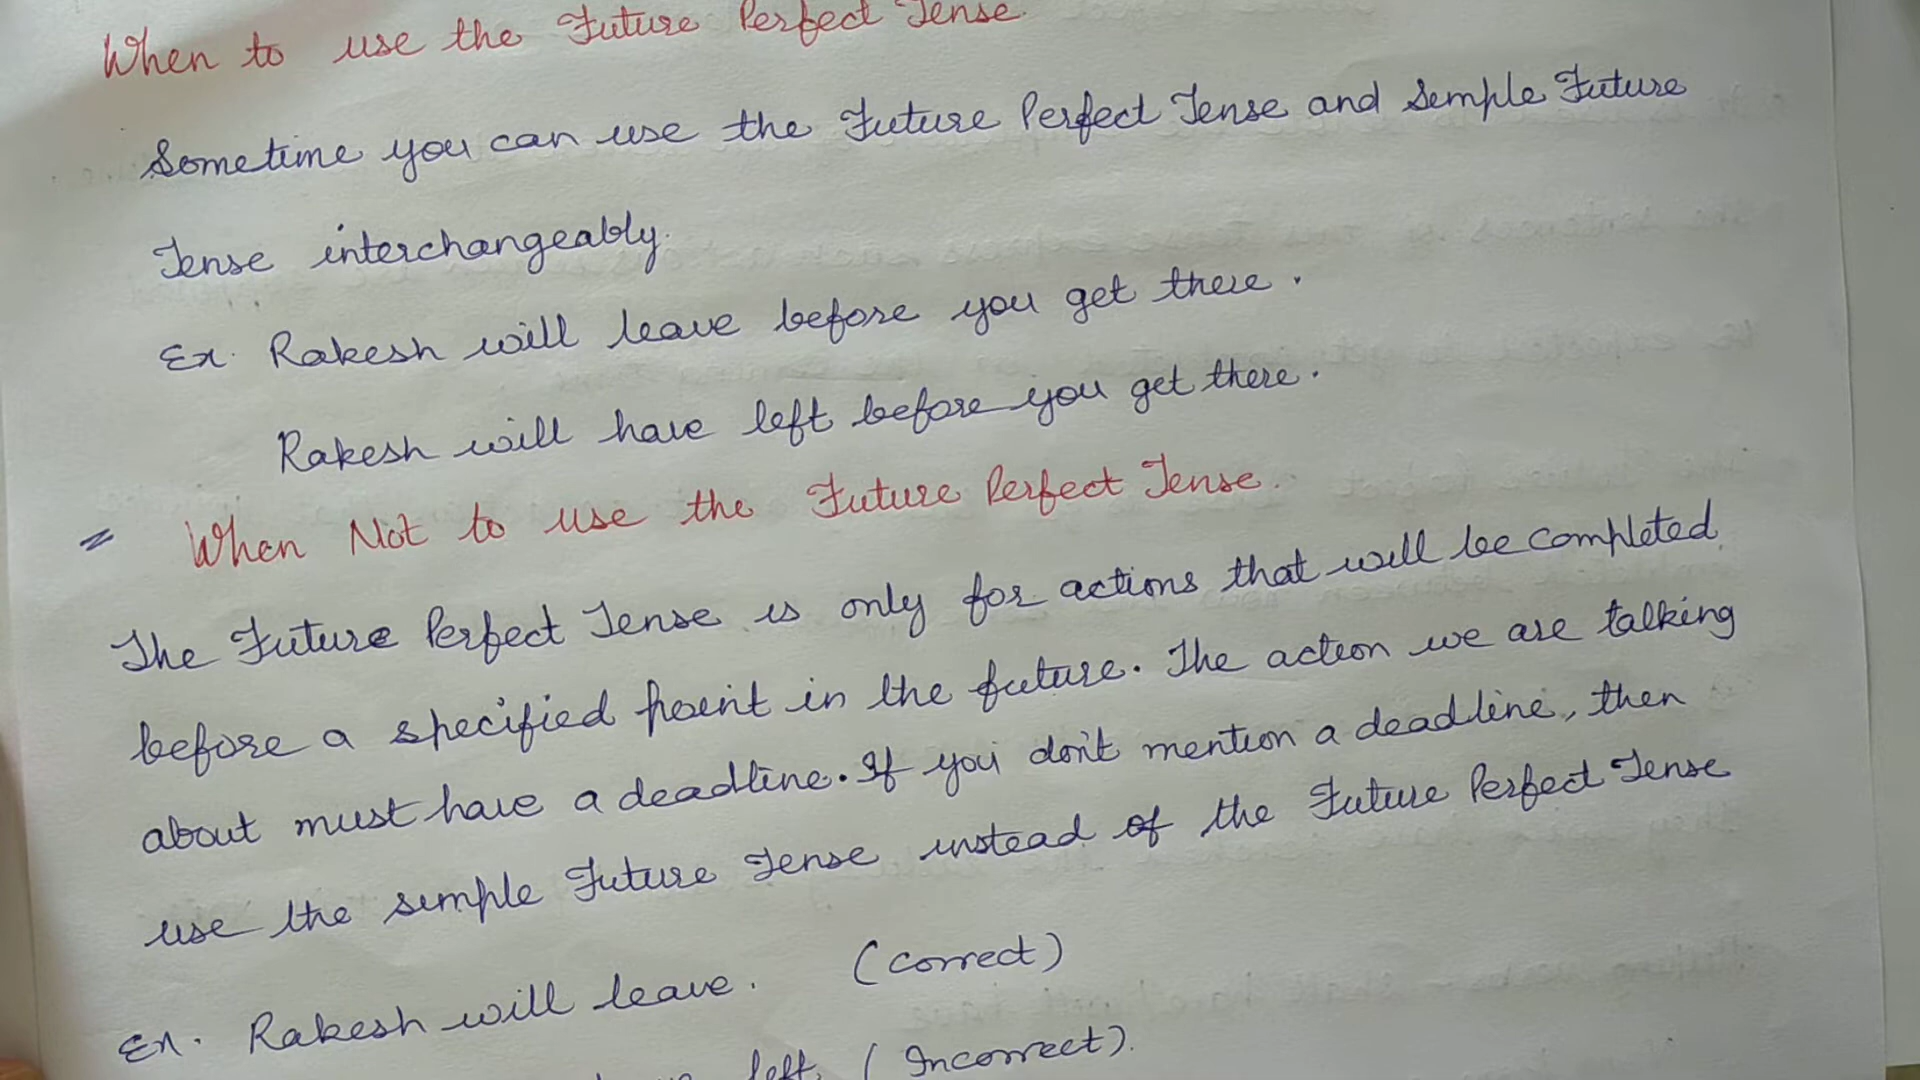 When to use the Future Perfect Tense
Sometime you can use the Future Perfect Tense and Semple Future
Tense interchangeably.
Ex. Rakesh will leave before you get there.
Rakesh will have left before you get there.
When Not to use the Future Perfect Tense.
The Future Perfect Tense is only for actions that will be completed
before a specified point in the future. The action we are talking
about must have a deadline. If you don't mention a deadline, then
use the simple Future Tense instead of the Future Perfect Tense
Ex. Rakesh will leave. (correct)
left. (Incorrect).